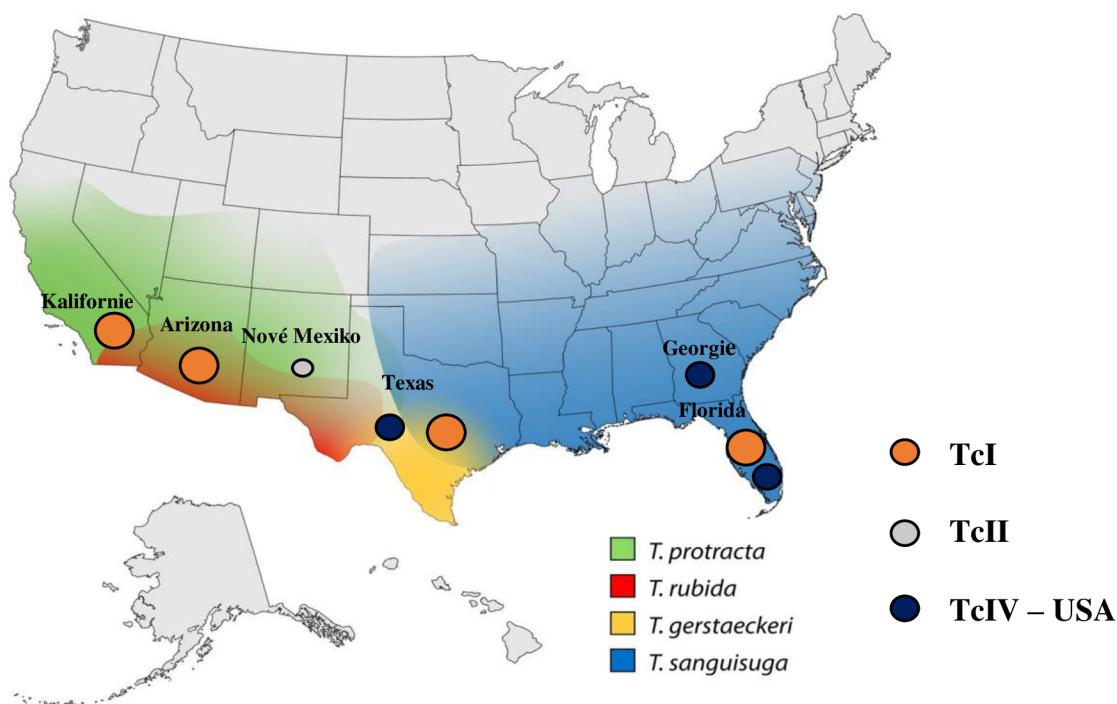 Kalifornie
Arizona
Nové Mexiko
Texas
Georgie
Florida
TcI
TcII
TcIV – USA
T. protracta
T. rubida
T. gerstaeckeri
T. sanguisuga